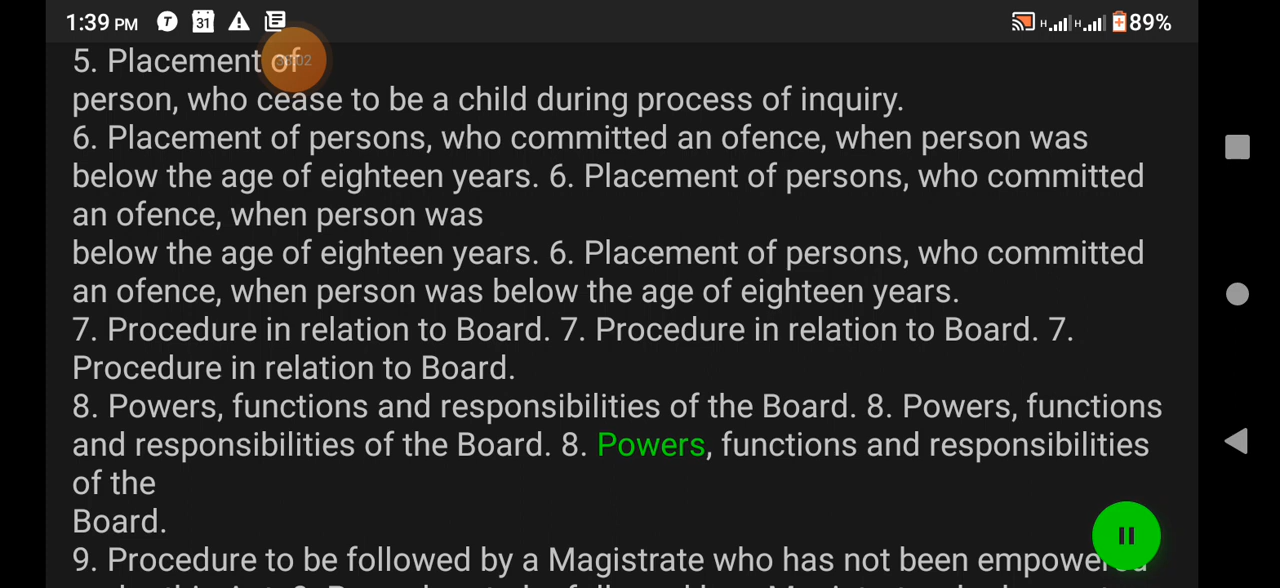 1:39 PM T 31 H H 89%
5. Placement of
person, who cease to be a child during process of inquiry.
6. Placement of persons, who committed an ofence, when person was
below the age of eighteen years. 6. Placement of persons, who committed
an ofence, when person was
below the age of eighteen years. 6. Placement of persons, who committed
an ofence, when person was below the age of eighteen years.
7. Procedure in relation to Board. 7. Procedure in relation to Board. 7.
Procedure in relation to Board.
8. Powers, functions and responsibilities of the Board. 8. Powers, functions
and responsibilities of the Board. 8. Powers, functions and responsibilities
of the
Board.
9. Procedure to be followed by a Magistrate who has not been empowered